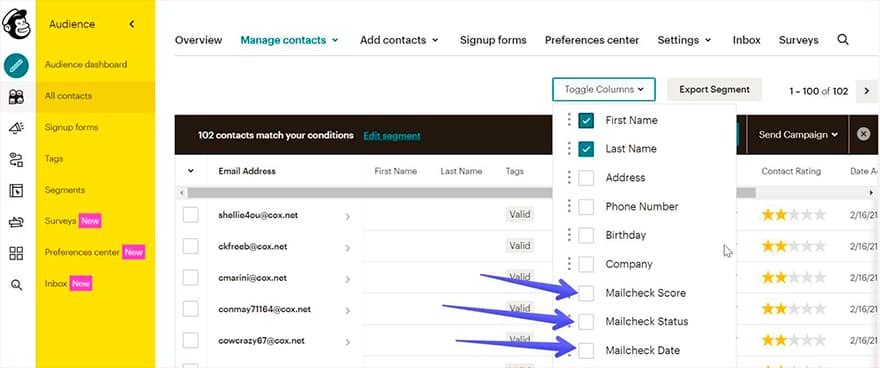 Audience
Overview
Manage contacts
Add contacts
Signup forms
Preferences center
Settings
Inbox
Surveys
Audience dashboard
All contacts
Signup forms
Tags
Segments
Surveys New
Preferences center New
Inbox New
Toggle Columns
Export Segment
1 – 100 of 102
First Name
Last Name
Address
Phone Number
Birthday
Company
Mailcheck Score
Mailcheck Status
Mailcheck Date
102 contacts match your conditions Edit segment
Send Campaign
Email Address First Name Last Name Tags Contact Rating
shellie4ou@cox.net Valid 2/16/21
ckfreeb@cox.net Valid 2/16/21
cmarini@cox.net Valid 2/16/21
conmay71164@cox.net Valid 2/16/21
cowcrazy67@cox.net Valid 2/16/21